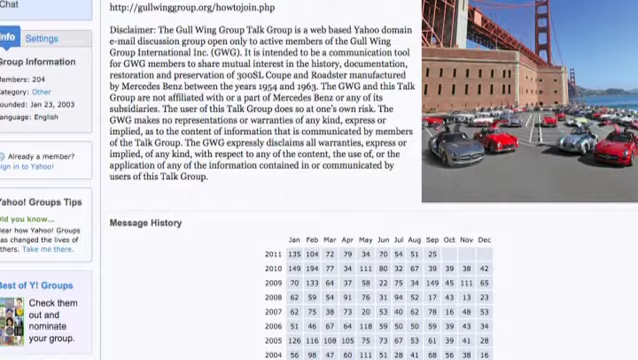 Chat
http://gullwinggroup.org/howtojoin.php
Info Settings
Group Information
Members: 204
Category: Other
Founded: Jan 23, 2003
Language: English
Already a member?
Sign in to Yahoo!
Yahoo! Groups Tips
Did you know...
Hear how Yahoo! Groups
has changed the lives of
others. Take me there.
Best of Y! Groups
Check them
out and
nominate
your group.
Disclaimer: The Gull Wing Group Talk Group is a web based Yahoo domain
e-mail discussion group open only to active members of the Gull Wing
Group International Inc. (GWG). It is intended to be a communication tool
for GWG members to share mutual interest in the history, documentation,
restoration and preservation of 300SL Coupe and Roadster manufactured
by Mercedes Benz between the years 1954 and 1963. The GWG and this Talk
Group are not affiliated with or a part of Mercedes Benz or any of its
subsidiaries. The user of this Talk Group does so at one's own risk. The
GWG makes no representations or warranties of any kind, express or
implied, as to the content of information that is communicated by members
of the Talk Group. The GWG expressly disclaims all warranties, express or
implied, of any kind, with respect to any of the content, the use of, or the
application of any of the information contained in or communicated by
users of this Talk Group.
Message History
Jan Feb Mar Apr May Jun Jul Aug Sep Oct Nov Dec
2011 135 104 72 79 34 70 54 51 25
2010 149 194 77 34 111 80 32 67 39 39 38 42
2009 70 133 64 37 58 22 75 34 149 45 111 65
2008 62 59 54 91 76 31 94 52 17 43 13 23
2007 62 75 38 73 20 53 40 62 78 16 48 53
2006 51 46 67 64 118 59 50 50 59 39 43 34
2005 126 116 108 105 75 73 67 53 61 39 41 28
2004 56 98 47 60 111 51 28 41 68 56 38 16